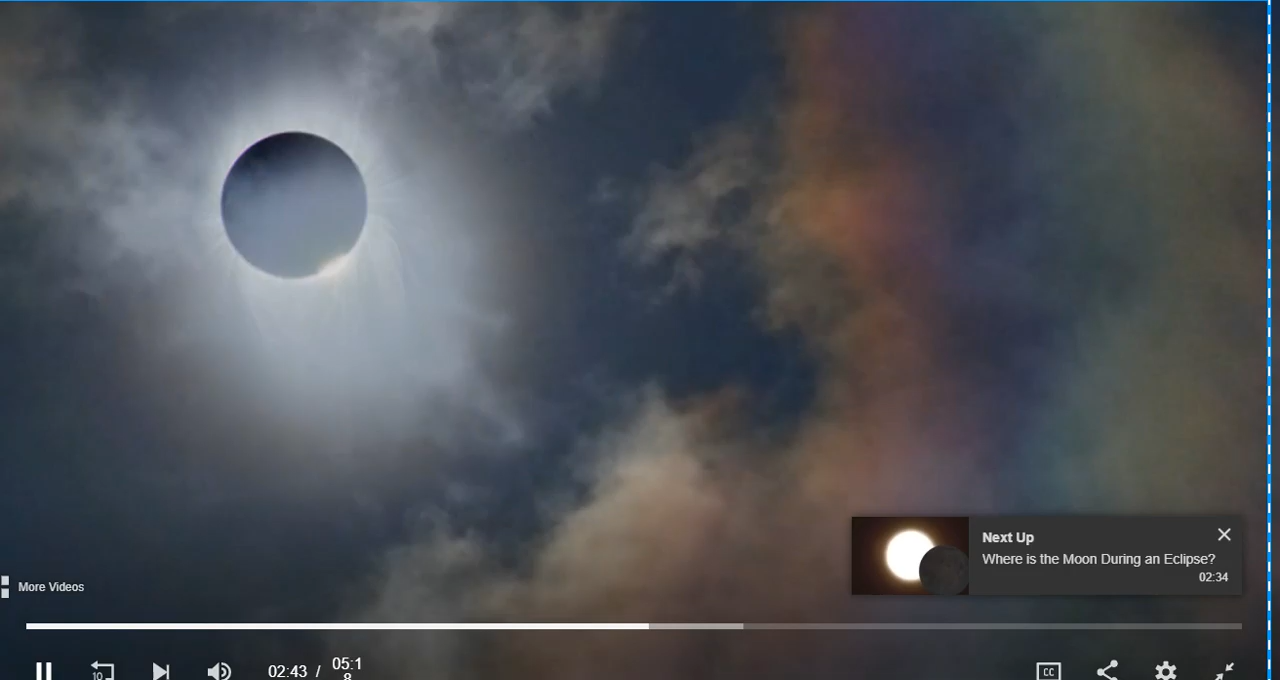 Next Up
Where is the Moon During an Eclipse?
02:34
More Videos
10
02:43 / 05:1
8
CC